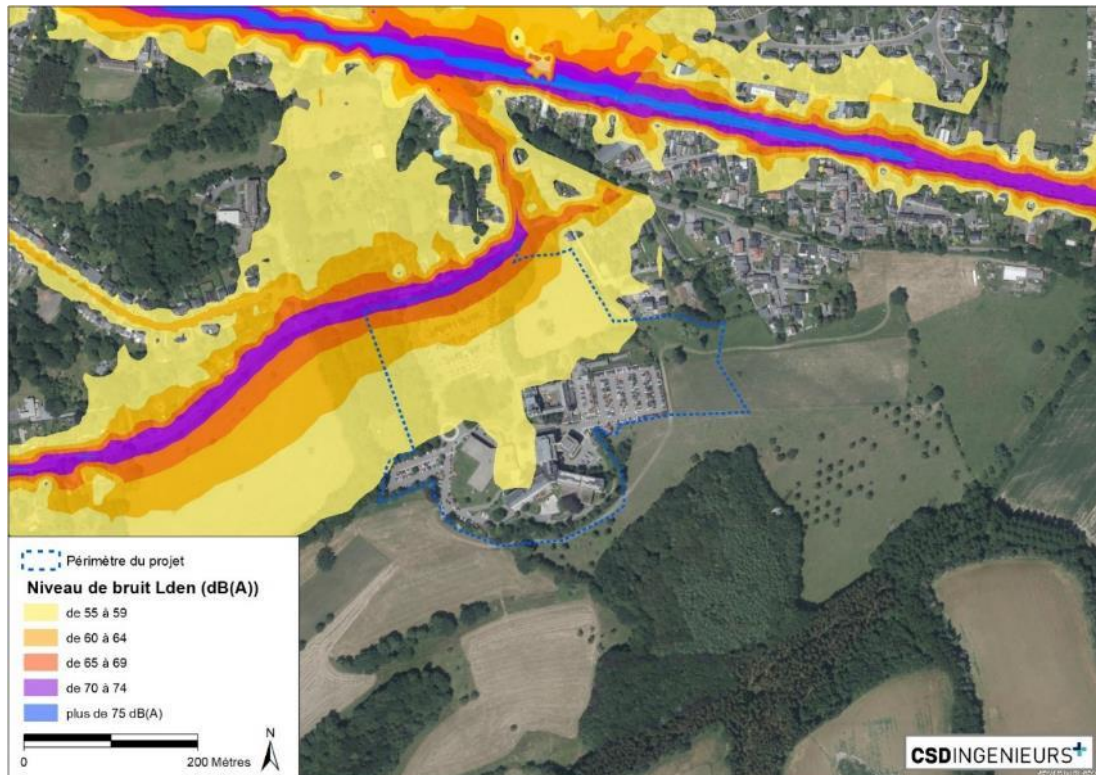 Périmètre du projet
Niveau de bruit Lden (dB(A))
de 55 à 59
de 60 à 64
de 65 à 69
de 70 à 74
plus de 75 dB(A)
N
0 200 Mètres
CSDINGENIEURS+